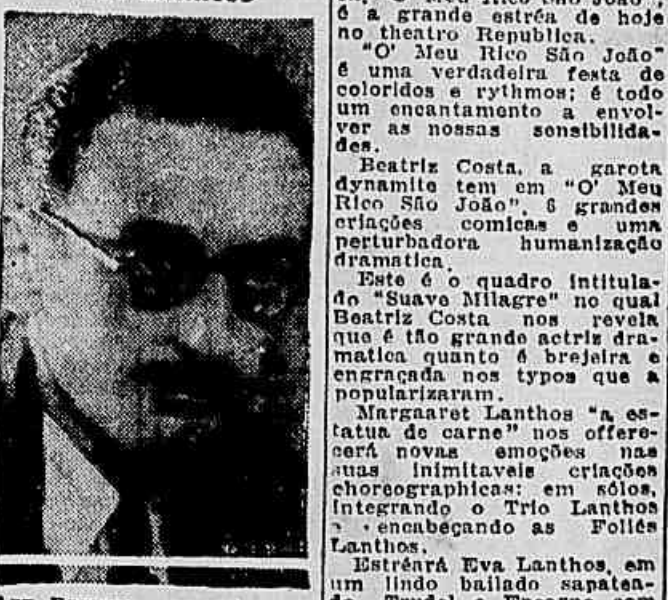 é a grande estréa de hoje
no theatro Republica.
"O' Meu Rico São João"
é uma verdadeira festa de
coloridos e rythmos; é todo
um encantamento a envol-
ver as nossas sensibilida-
des.
Beatriz Costa, a garota
dynamite tem em "O' Meu
Rico São João", 6 grandes
criações comicas e uma
perturbadora humanização
dramatica.
Este é o quadro intitula-
do "Suave Milagre" no qual
Beatriz Costa nos revela
que é tão grande actriz dra-
matica quanto é brejeira e
engraçada nos typos que a
popularizaram.
Margaaret Lanthos "a es-
tatua de carne" nos offere-
cerá novas emoções nas
suas inimitaveis criações
choreographicas: em sólos,
integrando o Trio Lanthos
encabeçando as Follés
Lanthos.
Estréará Eva Lanthos, em
um lindo bailado sapatea-